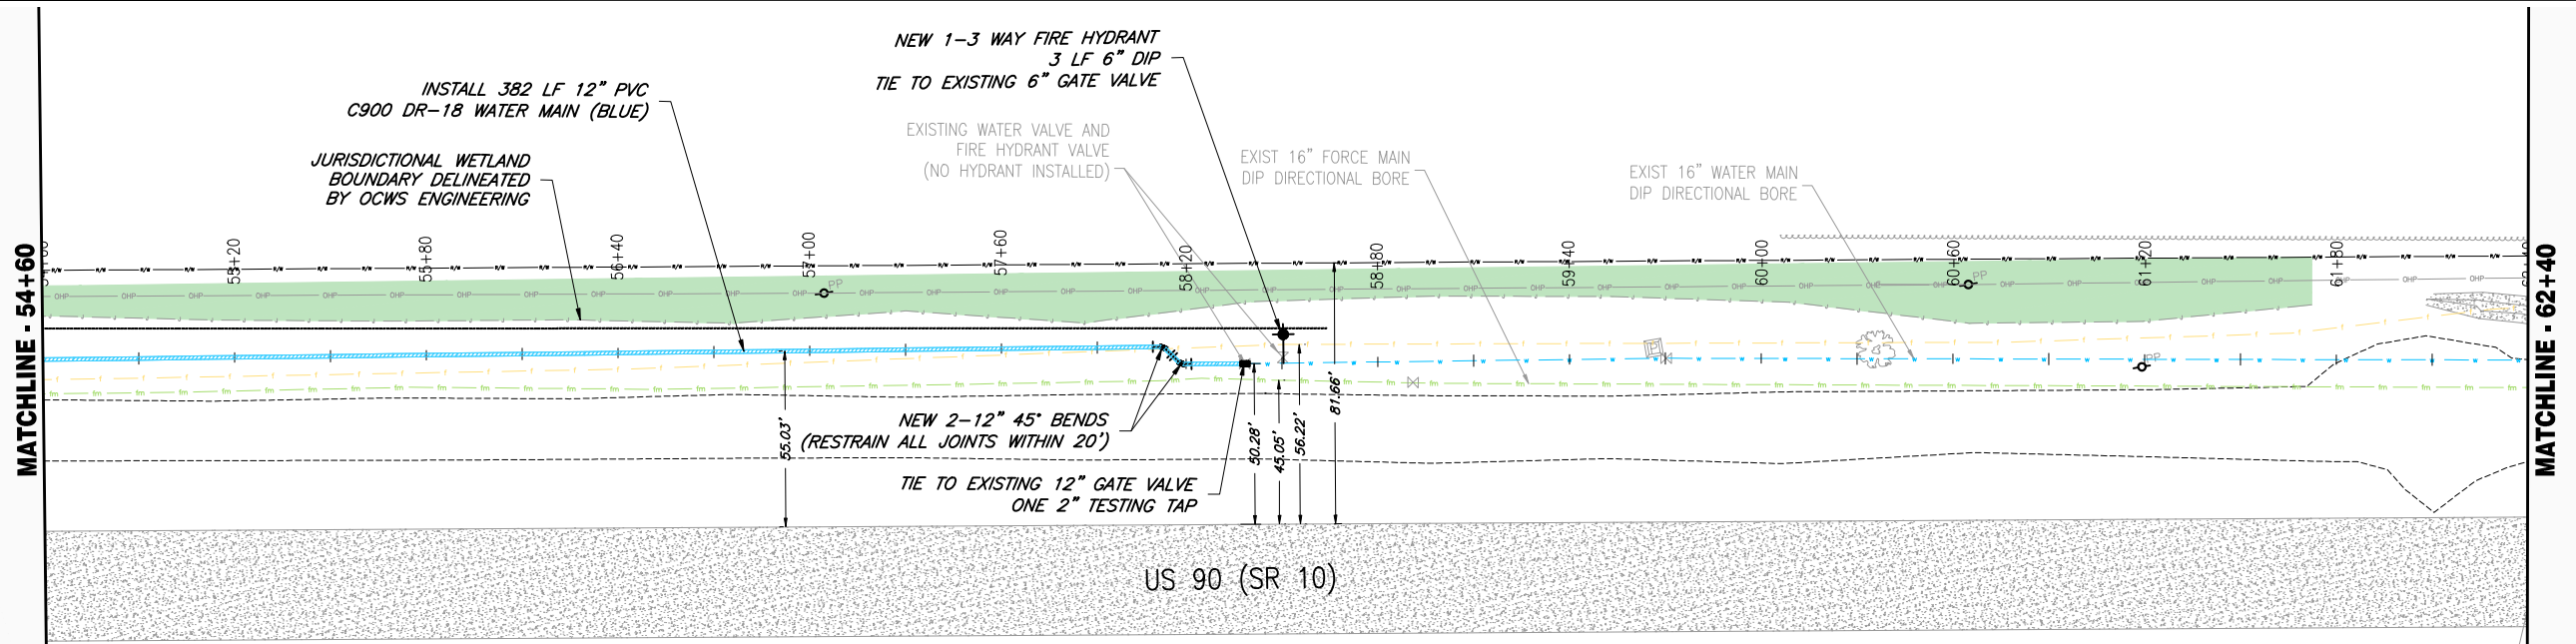 NEW 1-3 WAY FIRE HYDRANT
3 LF 6" DIP
TIE TO EXISTING 6" GATE VALVE
INSTALL 382 LF 12" PVC
C900 DR-18 WATER MAIN (BLUE)
JURISDICTIONAL WETLAND
BOUNDARY DELINEATED
BY OCWS ENGINEERING
EXISTING WATER VALVE AND
FIRE HYDRANT VALVE
(NO HYDRANT INSTALLED)
EXIST 16" FORCE MAIN
DIP DIRECTIONAL BORE
EXIST 16" WATER MAIN
DIP DIRECTIONAL BORE
MATCHLINE - 54+60
55+20
55+80
56+40
57+00
57+60
58+20
58+80
59+40
60+00
60+60
61+20
61+80
MATCHLINE - 62+40
PP
PP
PP
NEW 2-12" 45° BENDS
(RESTRAIN ALL JOINTS WITHIN 20')
TIE TO EXISTING 12" GATE VALVE
ONE 2" TESTING TAP
55.03'
50.28'
45.05'
56.22'
81.66'
US 90 (SR 10)